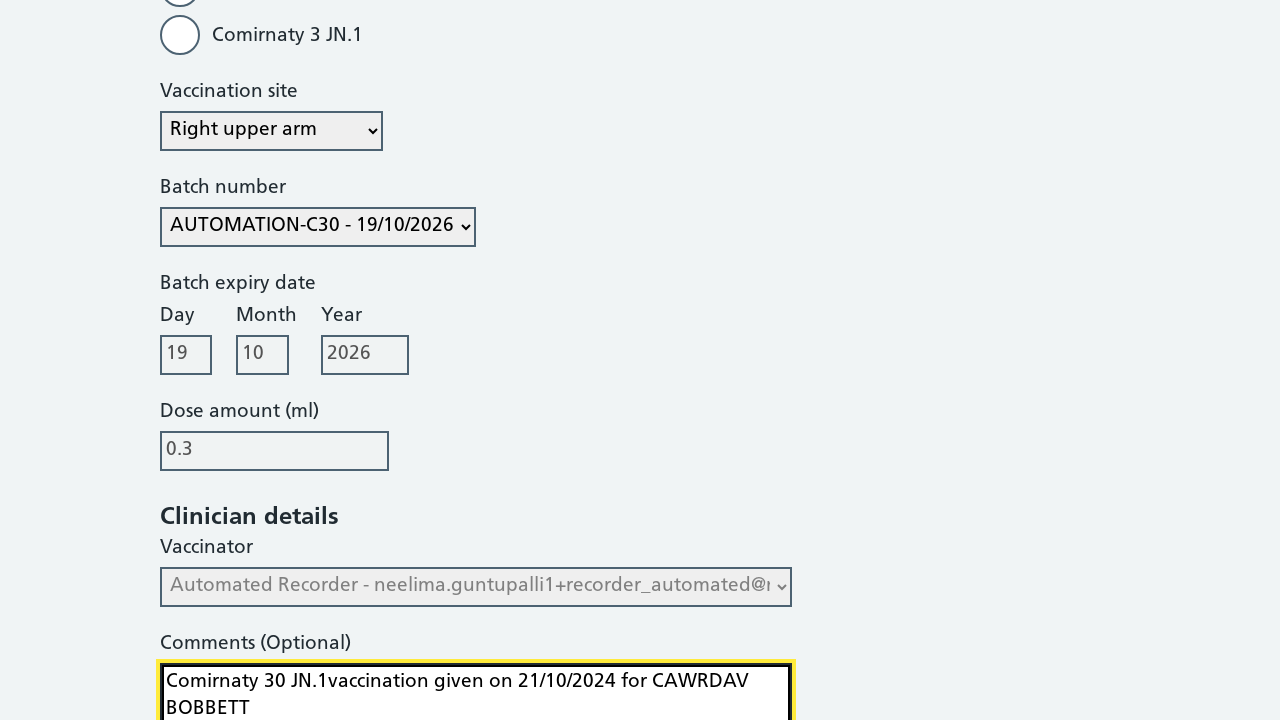 Comirnaty 3 JN.1
Vaccination site
Right upper arm
Batch number
AUTOMATION-C30 - 19/10/2026
Batch expiry date
Day Month Year
19 10 2026
Dose amount (ml)
0.3
Clinician details
Vaccinator
Automated Recorder - neelima.guntupalli1+recorder_automated@
Comments (Optional)
Comirnaty 30 JN.1vaccination given on 21/10/2024 for CAWRDAV
BOBBETT